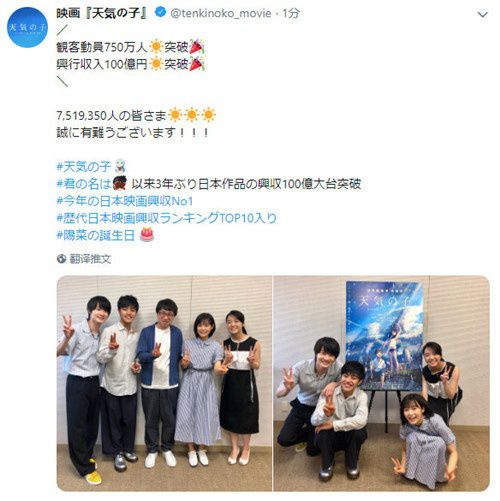 天気の子
映画『天気の子』 @tenkinoko_movie・1分
／
観客動員750万人☀️突破🎉
興行収入100億円☀️突破🎉
＼
7,519,350人の皆さま☀️☀️☀️
誠に有難うございます！！！
#天気の子
#君の名は 以来3年ぶり日本作品の興収100億大台突破
#今年の日本映画興収No1
#歴代日本映画興収ランキングTOP10入り
#陽菜の誕生日🎂
翻译推文
天気の子